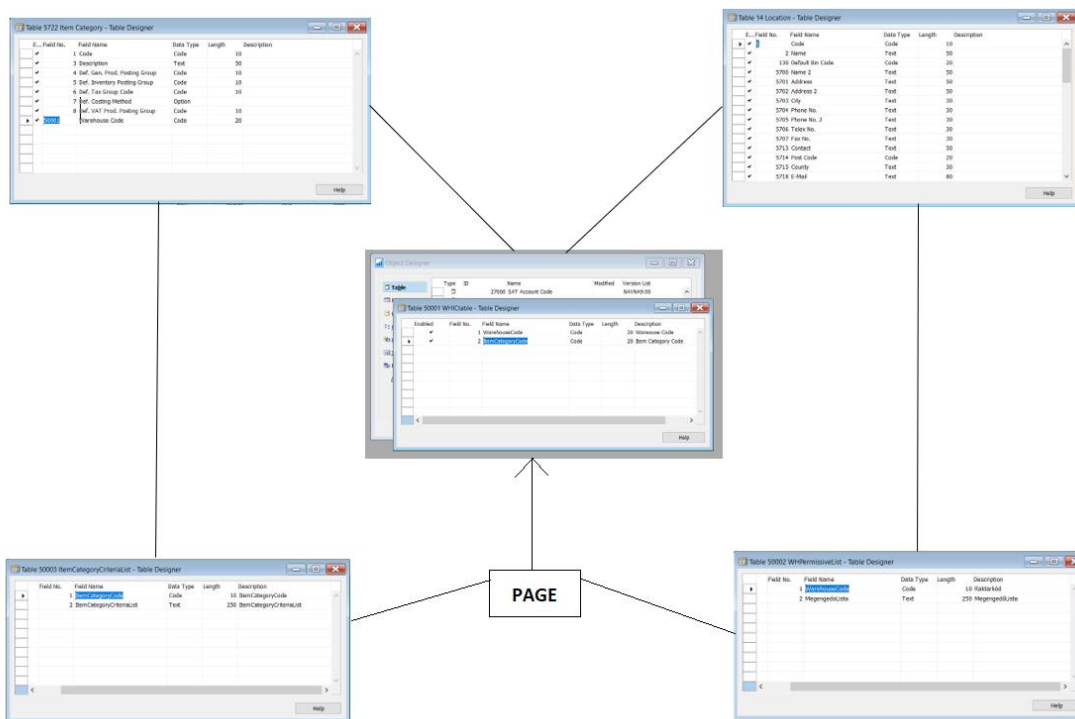 Table 5722 Item Category - Table Designer
E... Field No. Field Name Data Type Length Description
1 Code Code 10
3 Description Text 50
4 Def. Gen. Prod. Posting Group Code 10
5 Def. Inventory Posting Group Code 10
6 Def. Tax Group Code Code 10
7 Def. Costing Method Option
8 Def. VAT Prod. Posting Group Code 10
50001 Warehouse Code Code 20
Help
Table 14 Location - Table Designer
E... Field No. Field Name Data Type Length Description
1 Code Code 10
2 Name Text 50
130 Default Bin Code Code 20
5700 Name 2 Text 50
5701 Address Text 50
5702 Address 2 Text 50
5703 City Text 30
5704 Phone No. Text 30
5705 Phone No. 2 Text 30
5706 Telex No. Text 30
5707 Fax No. Text 30
5713 Contact Text 50
5714 Post Code Code 20
5715 County Text 30
5718 E-Mail Text 80
Help
Object Designer
Table
Type ID Name Modified Version List
27000 SAT Account Code NAVNA9.00
Table 50001 WHICtable - Table Designer
Enabled Field No. Field Name Data Type Length Description
1 WarehouseCode Code 20 Warehouse Code
2 ItemCategoryCode Code 20 Item Category Code
Help
Table 50003 ItemCategoryCriteriaList - Table Designer
Field No. Field Name Data Type Length Description
1 ItemCategoryCode Code 10 ItemCategoryCode
2 ItemCategoryCriteriaList Text 250 ItemCategoryCriteriaList
Help
PAGE
Table 50002 WHPermissiveList - Table Designer
Field No. Field Name Data Type Length Description
1 WarehouseCode Code 10 Raktárkód
2 MegengedóLista Text 250 MegengedőLista
Help